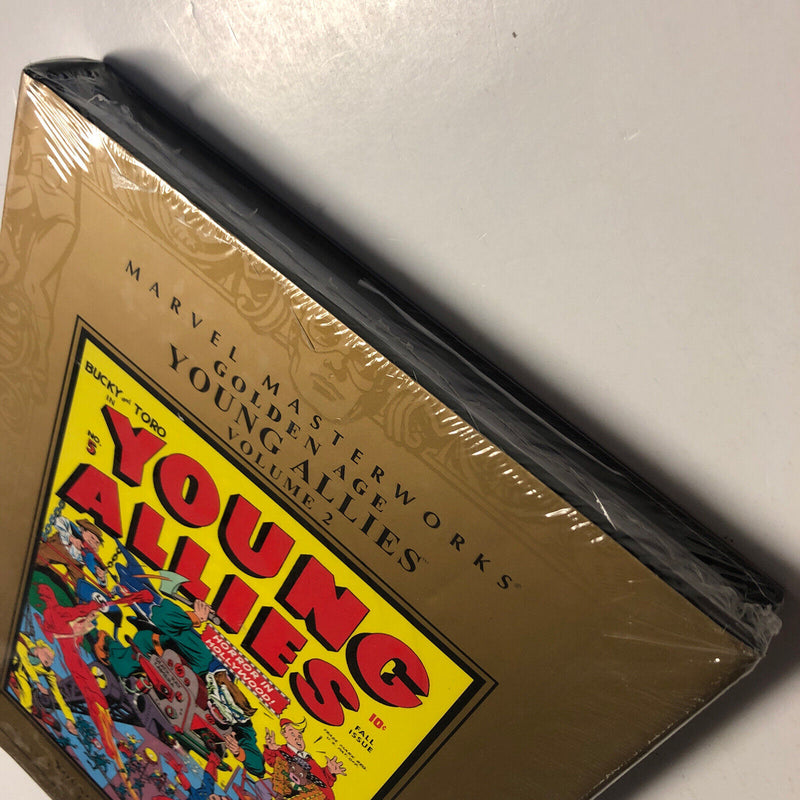 MARVEL MASTERWORKS®
GOLDEN AGE
YOUNG ALLIES™
VOLUME 2
BUCKY and TORO
IN
NO.
5
YOUNG
ALLIES
HORROR IN
HOLLYWOOD!
10¢
FALL
ISSUE